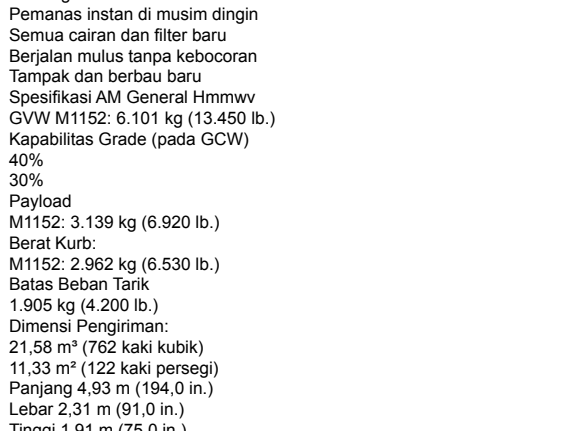 Pemanas instan di musim dingin
Semua cairan dan filter baru
Berjalan mulus tanpa kebocoran
Tampak dan berbau baru
Spesifikasi AM General Hmmwv
GVW M1152: 6.101 kg (13.450 lb.)
Kapabilitas Grade (pada GCW)
40%
30%
Payload
M1152: 3.139 kg (6.920 lb.)
Berat Kurb:
M1152: 2.962 kg (6.530 lb.)
Batas Beban Tarik
1.905 kg (4.200 lb.)
Dimensi Pengiriman:
21,58 m³ (762 kaki kubik)
11,33 m² (122 kaki persegi)
Panjang 4,93 m (194,0 in.)
Lebar 2,31 m (91,0 in.)
Tinggi 1,91 m (75,0 in.)